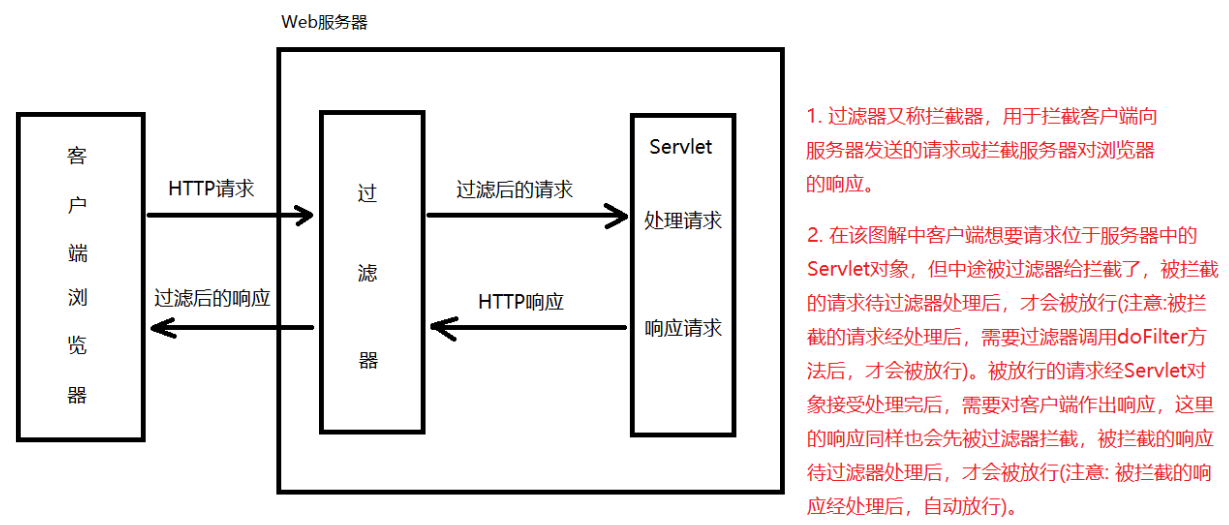 Web服务器
客
户
端
浏
览
器
HTTP请求
过滤后的响应
过
滤
器
过滤后的请求
HTTP响应
Servlet
处理请求
响应请求
1. 过滤器又称拦截器，用于拦截客户端向
服务器发送的请求或拦截服务器对浏览器
的响应。
2. 在该图解中客户端想要请求位于服务器中的
Servlet对象，但中途被过滤器给拦截了，被拦截
的请求待过滤器处理后，才会被放行(注意:被拦
截的请求经处理后，需要过滤器调用doFilter方
法后，才会被放行)。被放行的请求经Servlet对
象接受处理完后，需要对客户端作出响应，这里
的响应同样也会先被过滤器拦截，被拦截的响应
待过滤器处理后，才会被放行(注意: 被拦截的响
应经处理后，自动放行)。